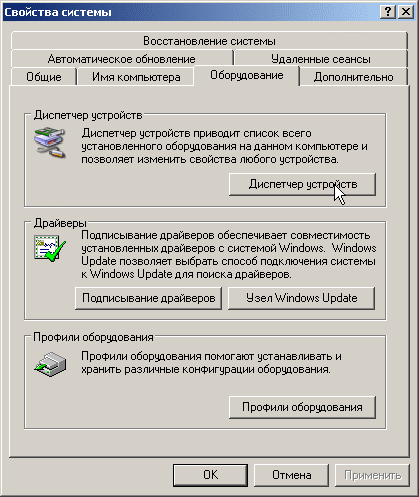 Свойства системы
Восстановление системы
Автоматическое обновление Удаленные сеансы
Общие Имя компьютера Оборудование Дополнительно
Диспетчер устройств
Диспетчер устройств приводит список всего
установленного оборудования на данном компьютере и
позволяет изменить свойства любого устройства.
Диспетчер устройств
Драйверы
Подписывание драйверов обеспечивает совместимость
установленных драйверов с системой Windows. Windows
Update позволяет выбрать способ подключения системы
к Windows Update для поиска драйверов.
Подписывание драйверов Узел Windows Update
Профили оборудования
Профили оборудования помогают устанавливать и
хранить различные конфигурации оборудования.
Профили оборудования
OK Отмена Применить